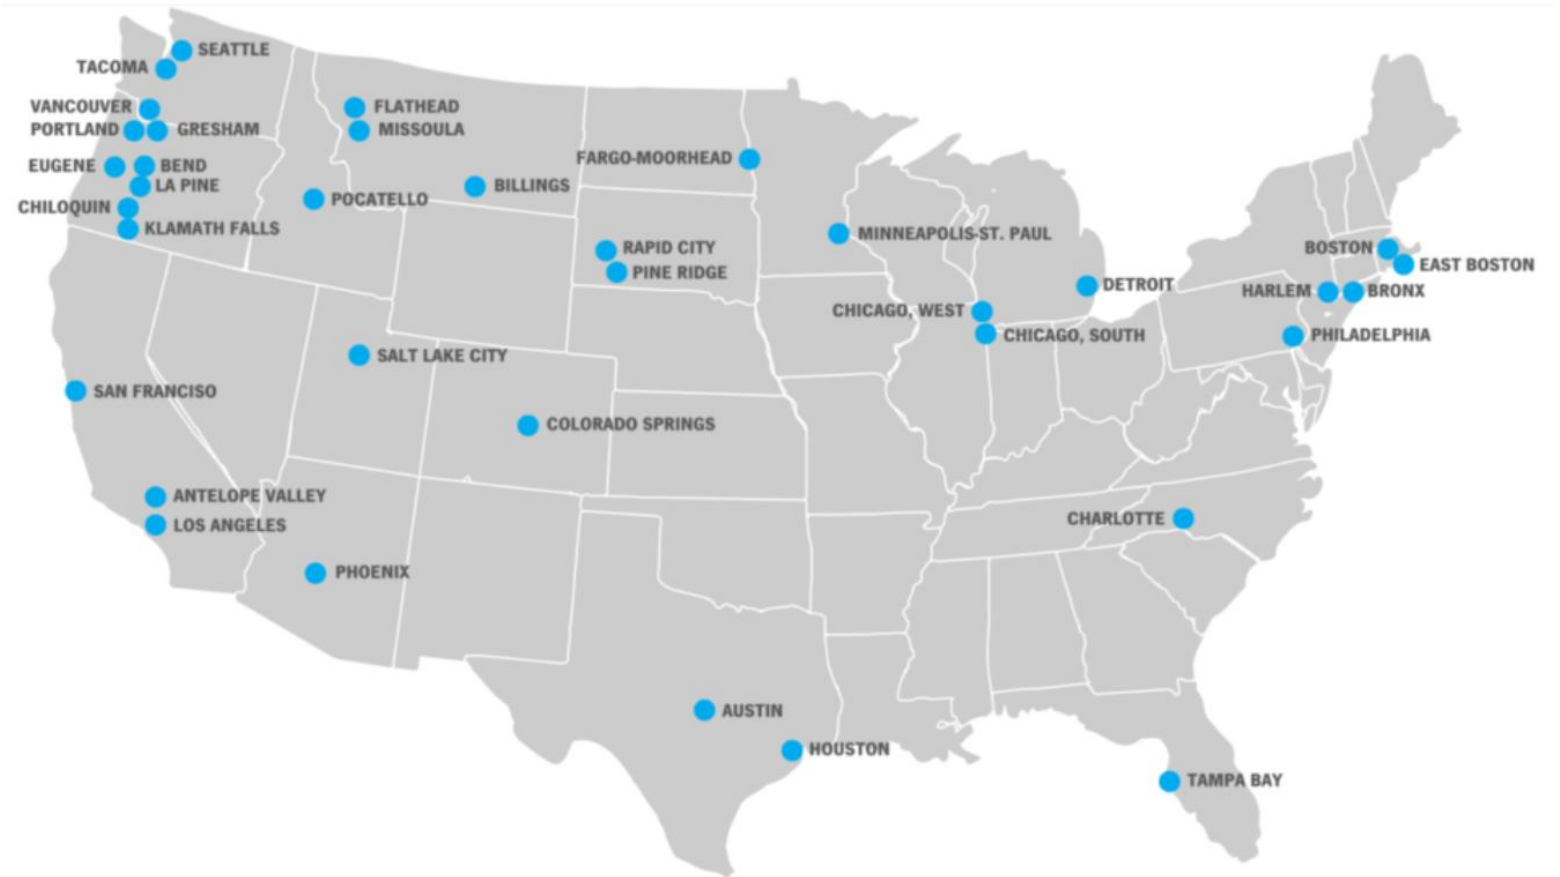 SEATTLE
TACOMA
VANCOUVER
FLATHEAD
PORTLAND
GRESHAM
MISSOULA
FARGO-MOORHEAD
EUGENE
BEND
LA PINE
BILLINGS
POCATELLO
CHILOQUIN
KLAMATH FALLS
MINNEAPOLIS-ST. PAUL
RAPID CITY
BOSTON
EAST BOSTON
PINE RIDGE
DETROIT
HARLEM
BRONX
CHICAGO, WEST
CHICAGO, SOUTH
PHILADELPHIA
SALT LAKE CITY
SAN FRANCISO
COLORADO SPRINGS
ANTELOPE VALLEY
CHARLOTTE
LOS ANGELES
PHOENIX
AUSTIN
HOUSTON
TAMPA BAY